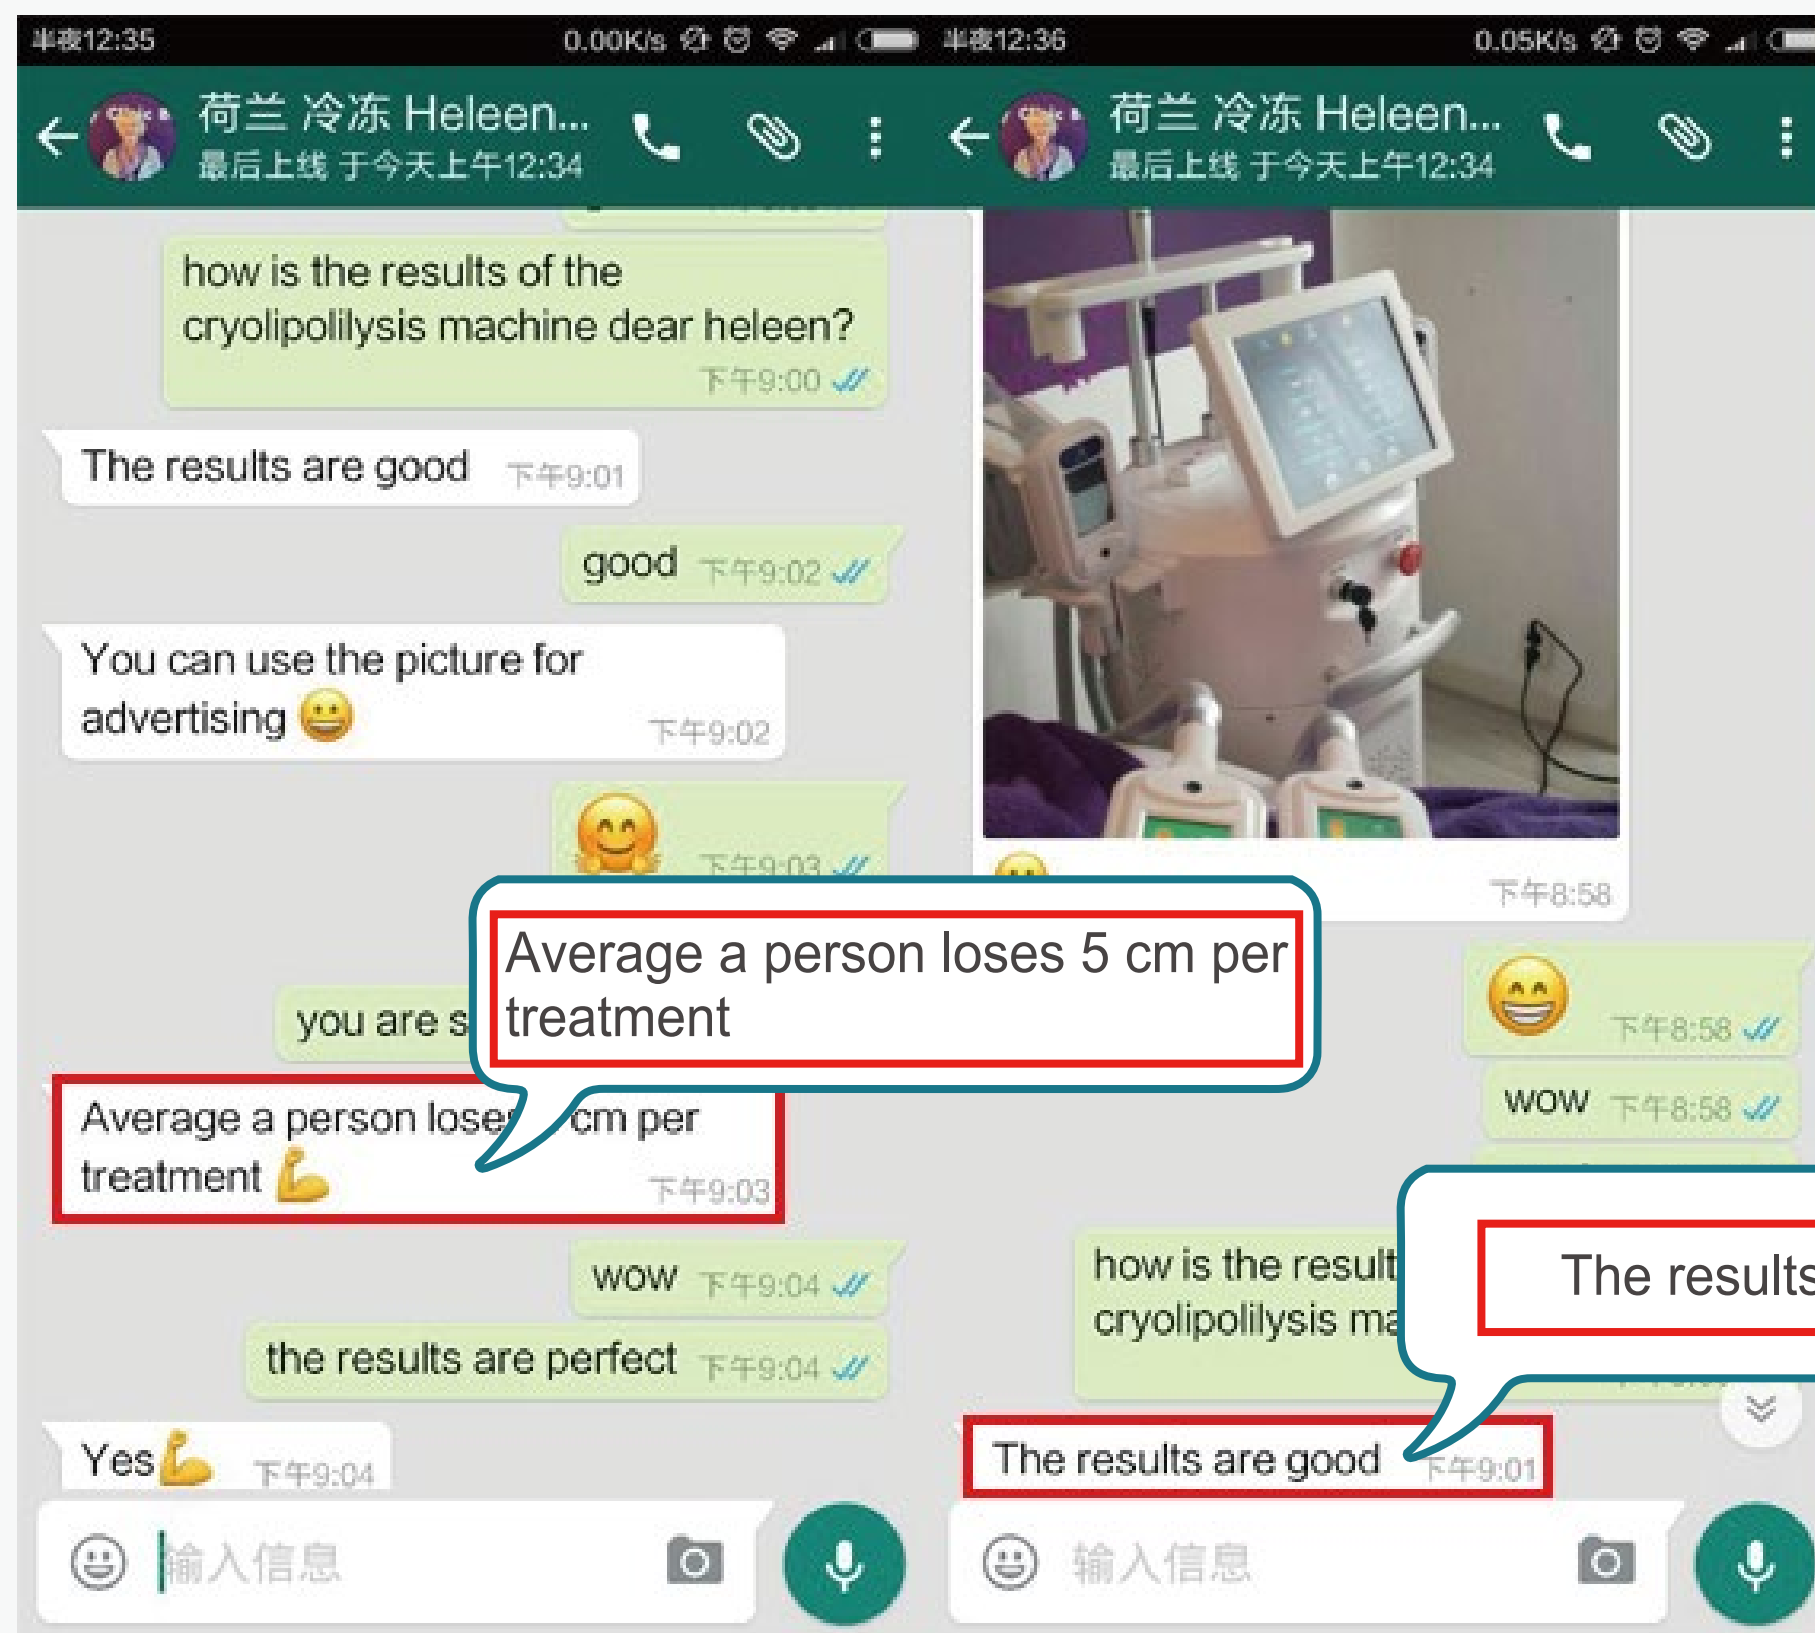 半夜12:35
0.00K/s
荷兰 冷冻 Heleen...
最后上线 于今天上午12:34
how is the results of the
cryolipolilysis machine dear heleen?
下午9:00
The results are good
下午9:01
good
下午9:02
You can use the picture for
advertising
下午9:02
下午9:03
you are s
Average a person loses 5 cm per
treatment
Average a person lose cm per
treatment
下午9:03
wow
下午9:04
the results are perfect
下午9:04
Yes
下午9:04
输入信息
半夜12:36
0.05K/s
荷兰 冷冻 Heleen...
最后上线 于今天上午12:34
下午8:58
下午8:58
wow
下午8:58
how is the result
cryolipolilysis ma
The results
The results are good
下午9:01
输入信息